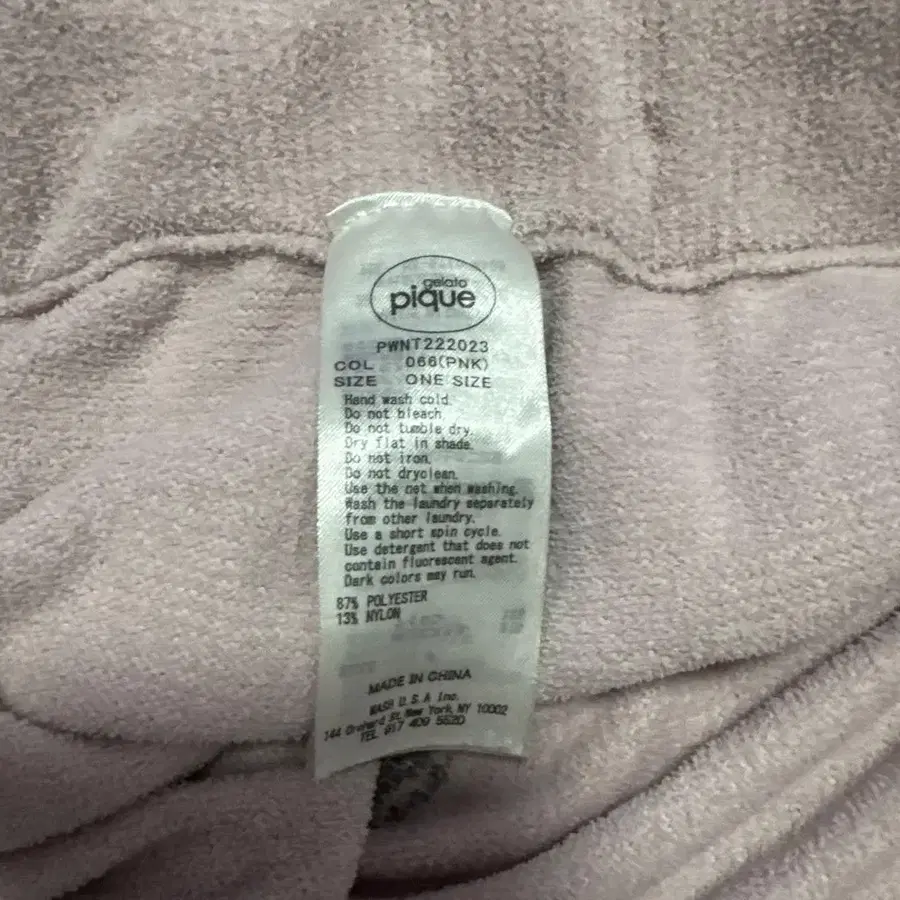 gelato
pique
PWNT222023
COL 066(PNK)
SIZE ONE SIZE
Hand wash cold.
Do not bleach.
Do not tumble dry.
Dry flat in shade.
Do not iron.
Do not dryclean.
Use the net when washing.
Wash the laundry separately
from other laundry.
Use a short spin cycle.
Use detergent that does not
contain fluorescent agent.
Dark colors may run.
87% POLYESTER
13% NYLON
MADE IN CHINA
MASH U.S.A Inc.
144 Orchard St, New York, NY 10002
TEL 917 409 5520